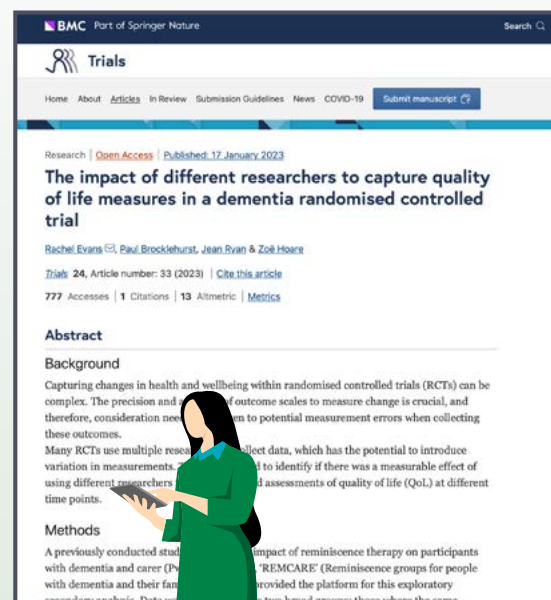 BMC Part of Springer Nature
Search
Trials
Home About Articles In Review Submission Guidelines News COVID-19 Submit manuscript
Research | Open Access | Published: 17 January 2023
The impact of different researchers to capture quality
of life measures in a dementia randomised controlled
trial
Rachel Evans, Paul Brocklehurst, Jean Ryan & Zoë Hoare
Trials 24, Article number: 33 (2023) | Cite this article
777 Accesses | 1 Citations | 13 Altmetric | Metrics
Abstract
Background
Capturing changes in health and wellbeing within randomised controlled trials (RCTs) can be
complex. The precision and of outcome scales to measure change is crucial, and
therefore, consideration to potential measurement errors when collecting
these outcomes.
Many RCTs use multiple data, which has the potential to introduce
variation in measurements. to identify if there was a measurable effect of
using different researchers assessments of quality of life (QoL) at different
time points.
Methods
A previously conducted impact of reminiscence therapy on participants
with dementia and carer 'REMCARE' (Reminiscence groups for people
with dementia and their provided the platform for this exploratory